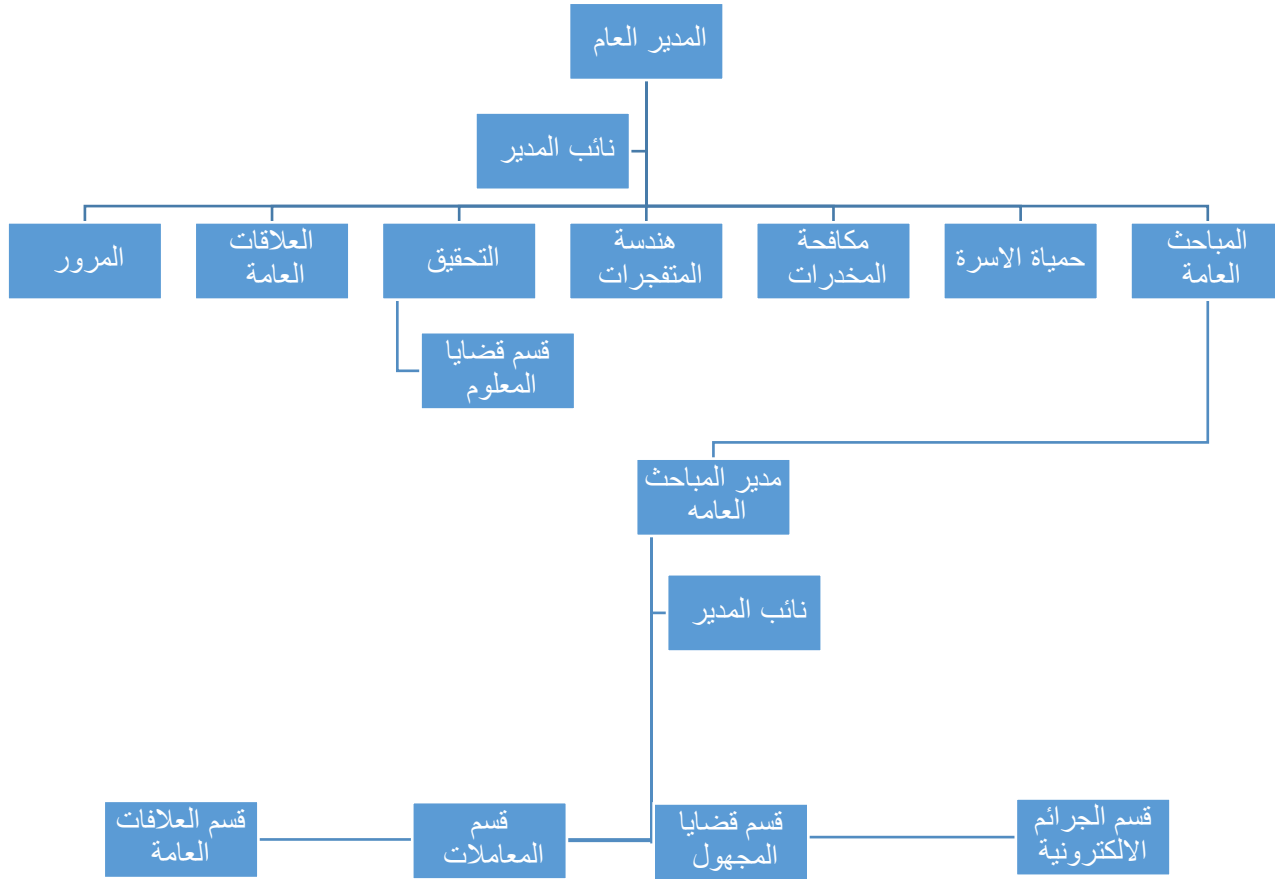 المدير العام
نائب المدير
المباحث
العامة
حمياة الاسرة
مكافحة
المخدرات
هندسة
المتفجرات
التحقيق
العلاقات
العامة
المرور
قسم قضايا
المعلوم
مدير المباحث
العامه
نائب المدير
قسم الجرائم
الالكترونية
قسم قضايا
المجهول
قسم
المعاملات
قسم العلافات
العامة